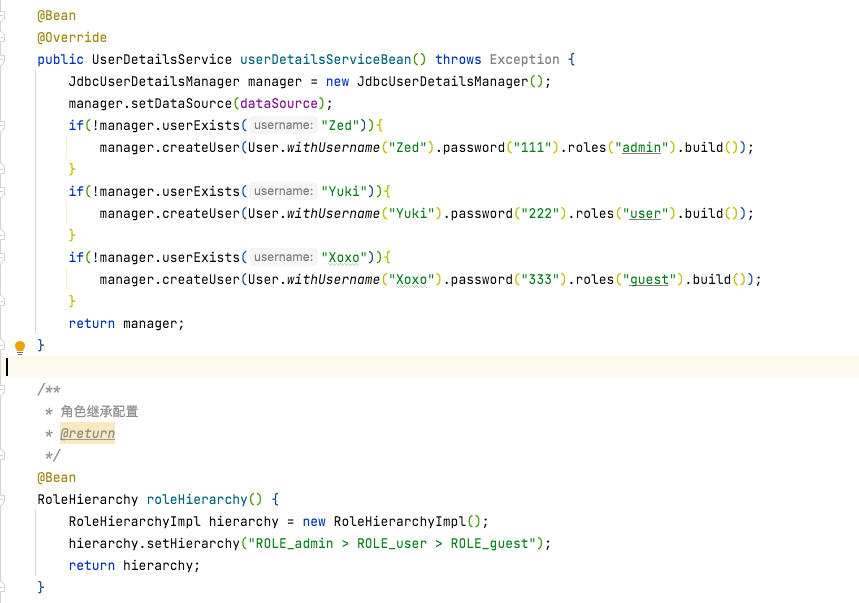 @Bean
@Override
public UserDetailsService userDetailsServiceBean() throws Exception {
JdbcUserDetailsManager manager = new JdbcUserDetailsManager();
manager.setDataSource(dataSource);
if(!manager.userExists( username: "Zed")){
manager.createUser(User.withUsername("Zed").password("111").roles("admin").build());
}
if(!manager.userExists( username: "Yuki")){
manager.createUser(User.withUsername("Yuki").password("222").roles("user").build());
}
if(!manager.userExists( username: "Xoxo")){
manager.createUser(User.withUsername("Xoxo").password("333").roles("guest").build());
}
return manager;
}
/**
* 角色继承配置
* @return
*/
@Bean
RoleHierarchy roleHierarchy() {
RoleHierarchyImpl hierarchy = new RoleHierarchyImpl();
hierarchy.setHierarchy("ROLE_admin > ROLE_user > ROLE_guest");
return hierarchy;
}